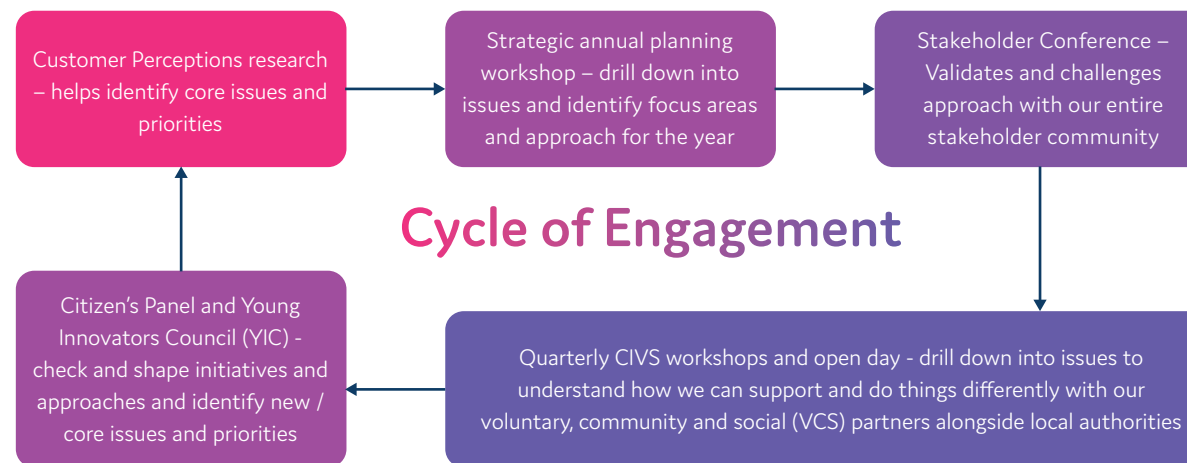 Customer Perceptions research
– helps identify core issues and
priorities
Strategic annual planning
workshop – drill down into
issues and identify focus areas
and approach for the year
Stakeholder Conference –
Validates and challenges
approach with our entire
stakeholder community
Cycle of Engagement
Citizen’s Panel and Young
Innovators Council (YIC) -
check and shape initiatives and
approaches and identify new /
core issues and priorities
Quarterly CIVS workshops and open day - drill down into issues to
understand how we can support and do things differently with our
voluntary, community and social (VCS) partners alongside local authorities